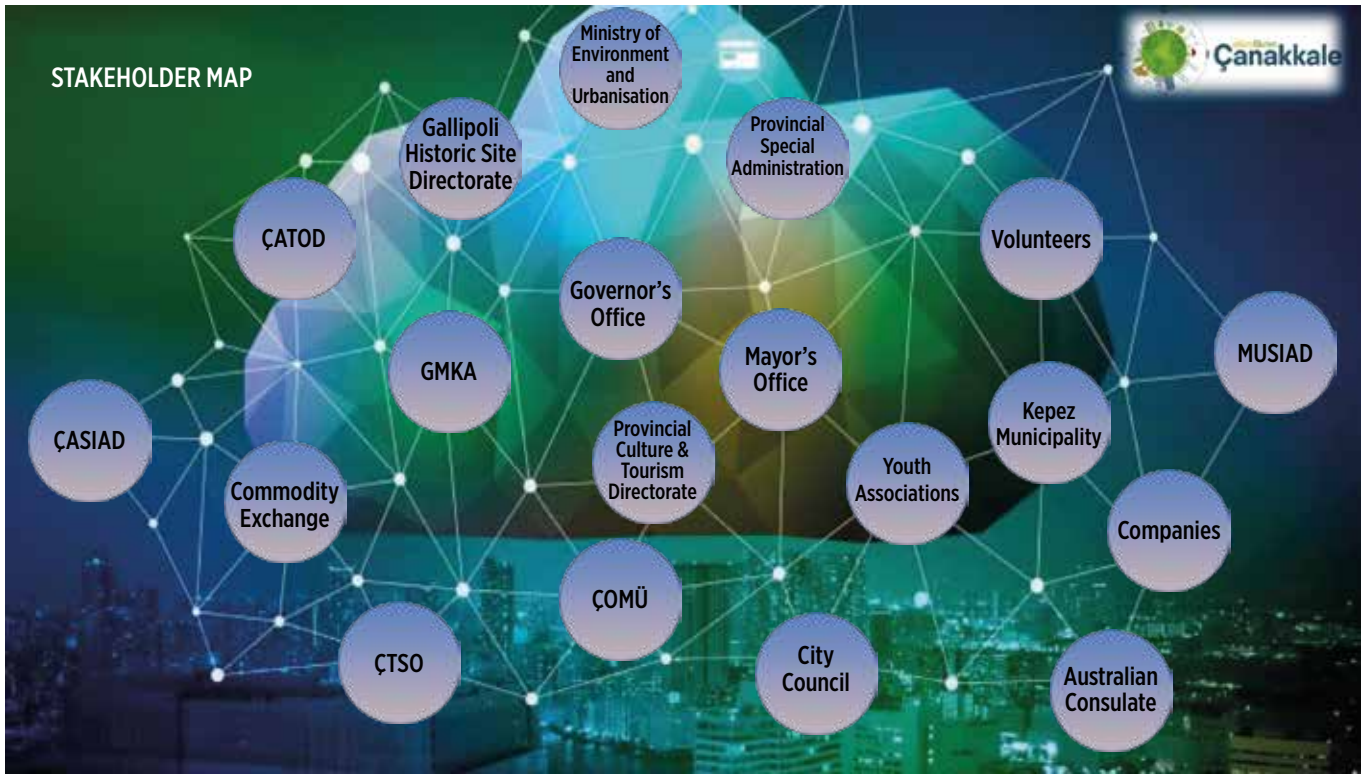 STAKEHOLDER MAP
Çanakkale
Ministry of
Environment
and
Urbanisation
Gallipoli
Historic Site
Directorate
Provincial
Special
Administration
ÇATOD
Volunteers
Governor's
Office
GMKA
Mayor's
Office
MUSIAD
Kepez
Municipality
ÇASIAD
Commodity
Exchange
Provincial
Culture &
Tourism
Directorate
Youth
Associations
Companies
ÇOMÜ
ÇTSO
City
Council
Australian
Consulate